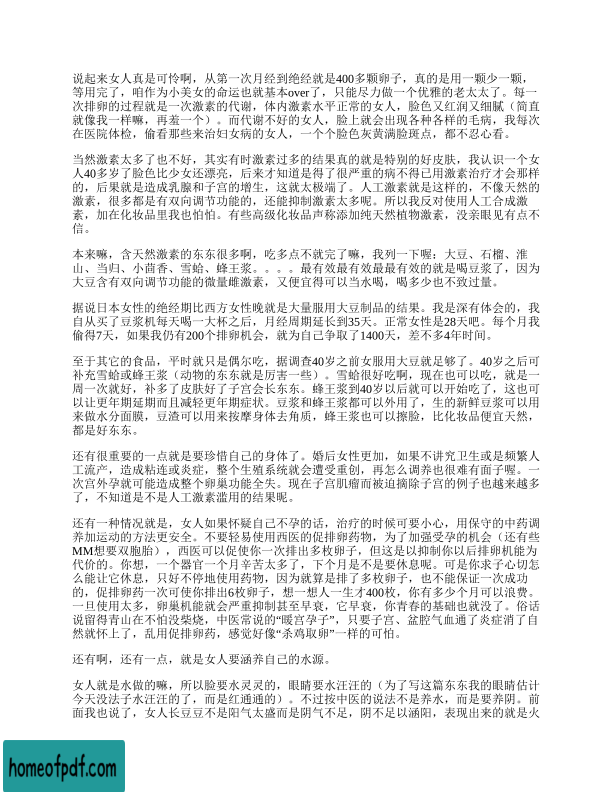 说起来女人真是可怜啊，从第一次月经到绝经就是400多颗卵子，真的是用一颗少一颗，
等用完了，咱作为小美女的命运也就基本over了，只能尽力做一个优雅的老太太了。每一
次排卵的过程就是一次激素的代谢，体内激素水平正常的女人，脸色又红润又细腻（简直
就像我一样嘛，再羞一个）。而代谢不好的女人，脸上就会出现各种各样的毛病，我每次
在医院体检，偷看那些来治妇女病的女人，一个个脸色灰黄满脸斑点，都不忍心看。
当然激素太多了也不好，其实有时激素过多的结果真的就是特别的好皮肤，我认识一个女
人40多岁了脸色比少女还漂亮，后来才知道是得了很严重的病不得已用激素治疗才会那样
的，后果就是造成乳腺和子宫的增生，这就太极端了。人工激素就是这样的，不像天然的
激素，很多都是有双向调节功能的，还能抑制激素太多呢。所以我反对使用人工合成激
素，加在化妆品里我也怕怕。有些高级化妆品声称添加纯天然植物激素，没亲眼见有点不
信。
本来嘛，含天然激素的东东很多啊，吃多点不就完了嘛，我列一下喔：大豆、石榴、淮
山、当归、小茴香、雪蛤、蜂王浆。。。。最有效最有效最最有效的就是喝豆浆了，因为
大豆含有双向调节功能的微量雌激素，又便宜得可以当水喝，喝多少也不致过量。
据说日本女性的绝经期比西方女性晚就是大量服用大豆制品的结果。我是深有体会的，我
自从买了豆浆机每天喝一大杯之后，月经周期延长到35天。正常女性是28天吧。每个月我
偷得7天，如果我仍有200个排卵机会，就为自己争取了1400天，差不多4年时间。
至于其它的食品，平时就只是偶尔吃，据调查40岁之前女服用大豆就足够了。40岁之后可
补充雪蛤或蜂王浆（动物的东东就是厉害一些）。雪蛤很好吃啊，现在也可以吃，就是一
周一次就好，补多了皮肤好了子宫会长东东。蜂王浆到40岁以后就可以开始吃了，这也可
以让更年期延期而且减轻更年期症状。豆浆和蜂王浆都可以外用了，生的新鲜豆浆可以用
来做水分面膜，豆渣可以用来按摩身体去角质，蜂王浆也可以擦脸，比化妆品便宜天然，
都是好东东。
还有很重要的一点就是要珍惜自己的身体了。婚后女性更加，如果不讲究卫生或是频繁人
工流产，造成粘连或炎症，整个生殖系统就会遭受重创，再怎么调养也很难有面子喔。一
次宫外孕就可能造成整个卵巢功能全失。现在子宫肌瘤而被迫摘除子宫的例子也越来越多
了，不知道是不是人工激素滥用的结果呢。
还有一种情况就是，女人如果怀疑自己不孕的话，治疗的时候可要小心，用保守的中药调
养加运动的方法更安全。不要轻易使用西医的促排卵药物，为了加强受孕的机会（还有些
MM想要双胞胎），西医可以促使你一次排出多枚卵子，但这是以抑制你以后排卵机能为
代价的。你想，一个器官一个月辛苦太多了，下个月是不是要休息呢。可是你求子心切怎
么能让它休息，只好不停地使用药物，因为就算是排了多枚卵子，也不能保证一次成功
的，促排卵药一次可使你排出6枚卵子，想一想人一生才400枚，你有多少个月可以浪费。
一旦使用太多，卵巢机能就会严重抑制甚至早衰，它早衰，你青春的基础也就没了。俗话
说留得青山在不怕没柴烧，中医常说的“暖宫孕子”，只要子宫、盆腔气血通了炎症消了自
然就怀上了，乱用促排卵药，感觉好像“杀鸡取卵”一样的可怕。
还有啊，还有一点，就是女人要涵养自己的水源。
女人就是水做的嘛，所以脸要水灵灵的，眼睛要水汪汪的（为了写这篇东东我的眼睛估计
今天没法子水汪汪的了，而是红通通的了）。不过按中医的说法不是养水，而是要养阴。前
面我也说了，女人长豆豆不是阳气太盛而是阴气不足，阴不足以涵阳，表现出来的就是火
homeofpdf.com